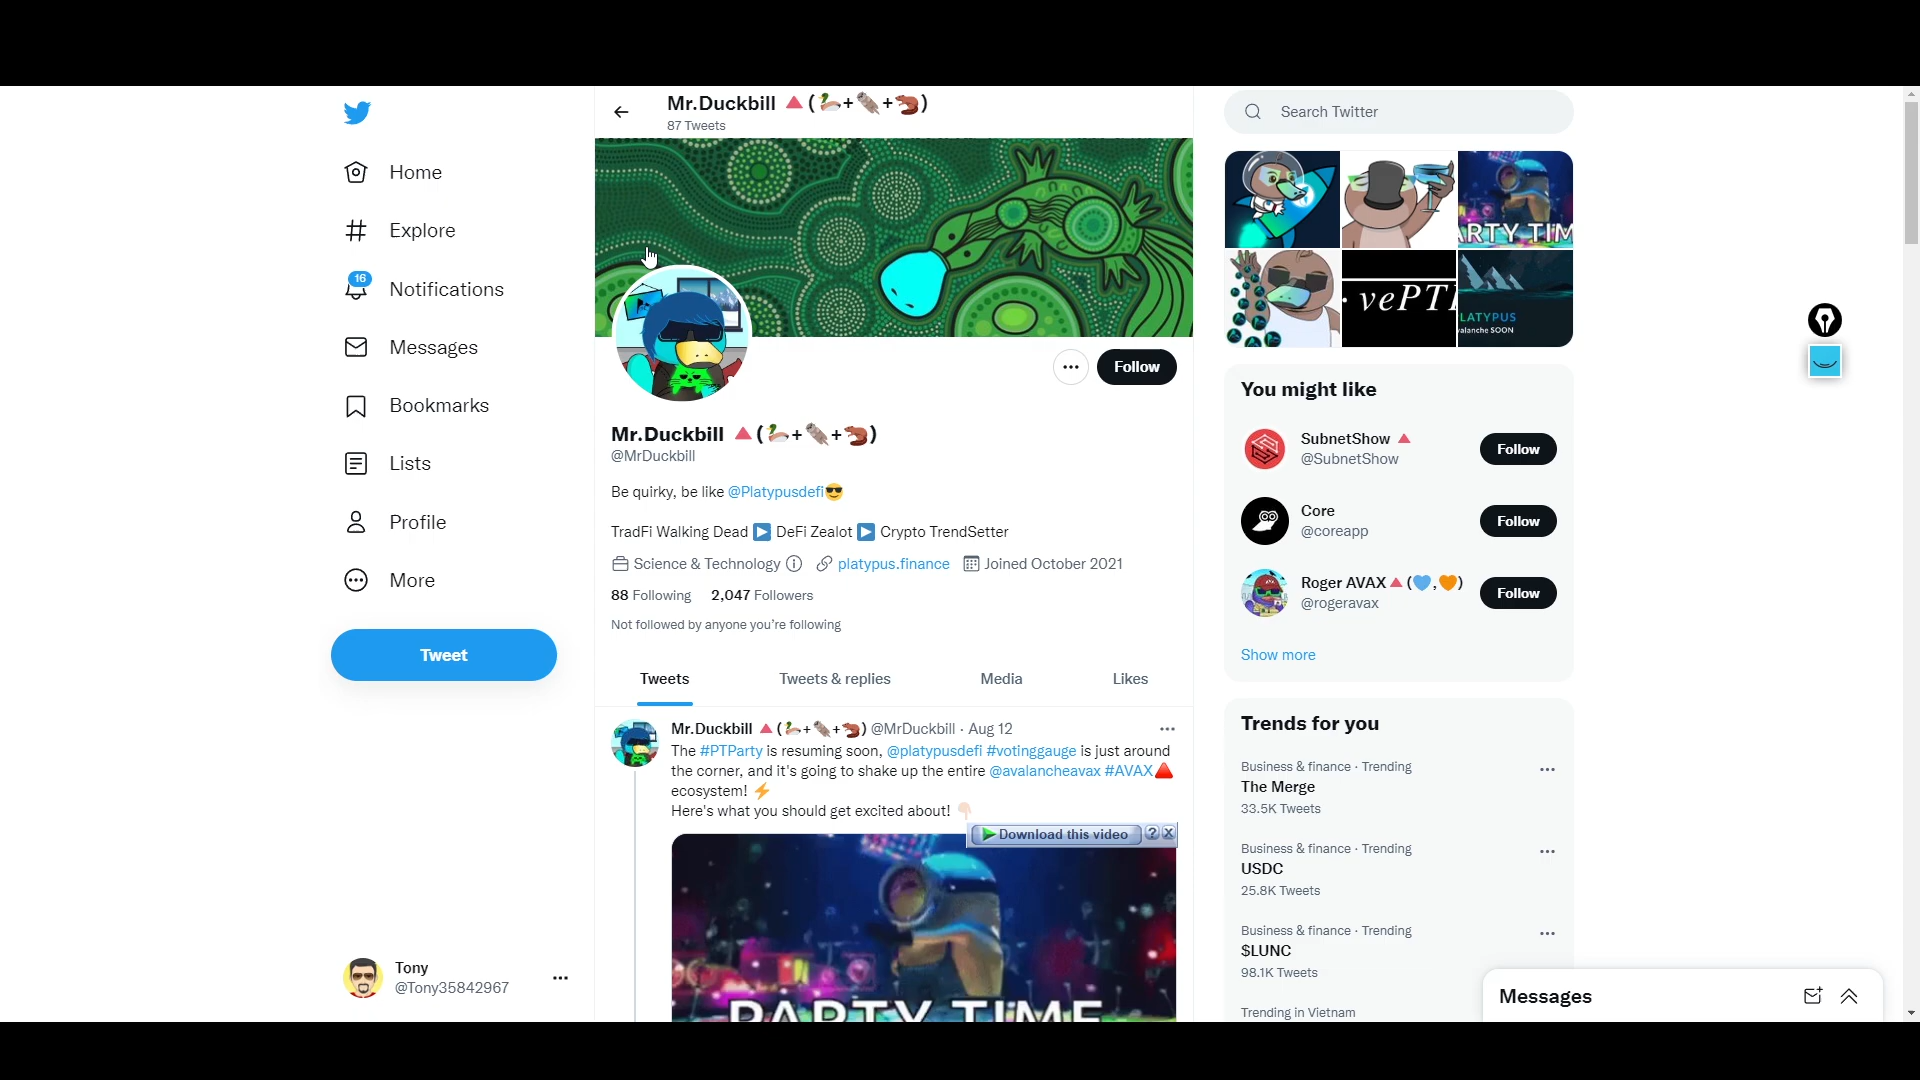 Mr.Duckbill 🔺(🦆+🦦+🦫)
87 Tweets
Home
Explore
16
Notifications
Messages
Bookmarks
Lists
Profile
More
Tweet
Tony
@Tony35842967
Follow
Mr.Duckbill 🔺(🦆+🦦+🦫)
@MrDuckbill
Be quirky, be like @Platypusdefi😎
TradFi Walking Dead ▶️ DeFi Zealot ▶️ Crypto TrendSetter
Science & Technology platypus.finance Joined October 2021
88 Following 2,047 Followers
Not followed by anyone you're following
Tweets Tweets & replies Media Likes
Mr.Duckbill 🔺(🦆+🦦+🦫) @MrDuckbill · Aug 12
The #PTParty is resuming soon, @platypusdefi #votinggauge is just around
the corner, and it's going to shake up the entire @avalancheavax #AVAX🔺
ecosystem! ⚡
Here's what you should get excited about! 👇🏻
Download this video ? X
PARTY TIME
Search Twitter
ARTY TIM
· vePT
LATYPUS
valanche SOON
You might like
SubnetShow 🔺
@SubnetShow
Follow
Core
@coreapp
Follow
Roger AVAX🔺(💙,🧡)
@rogeravax
Follow
Show more
Trends for you
Business & finance · Trending
The Merge
33.5K Tweets
Business & finance · Trending
USDC
25.8K Tweets
Business & finance · Trending
$LUNC
98.1K Tweets
Trending in Vietnam
Messages